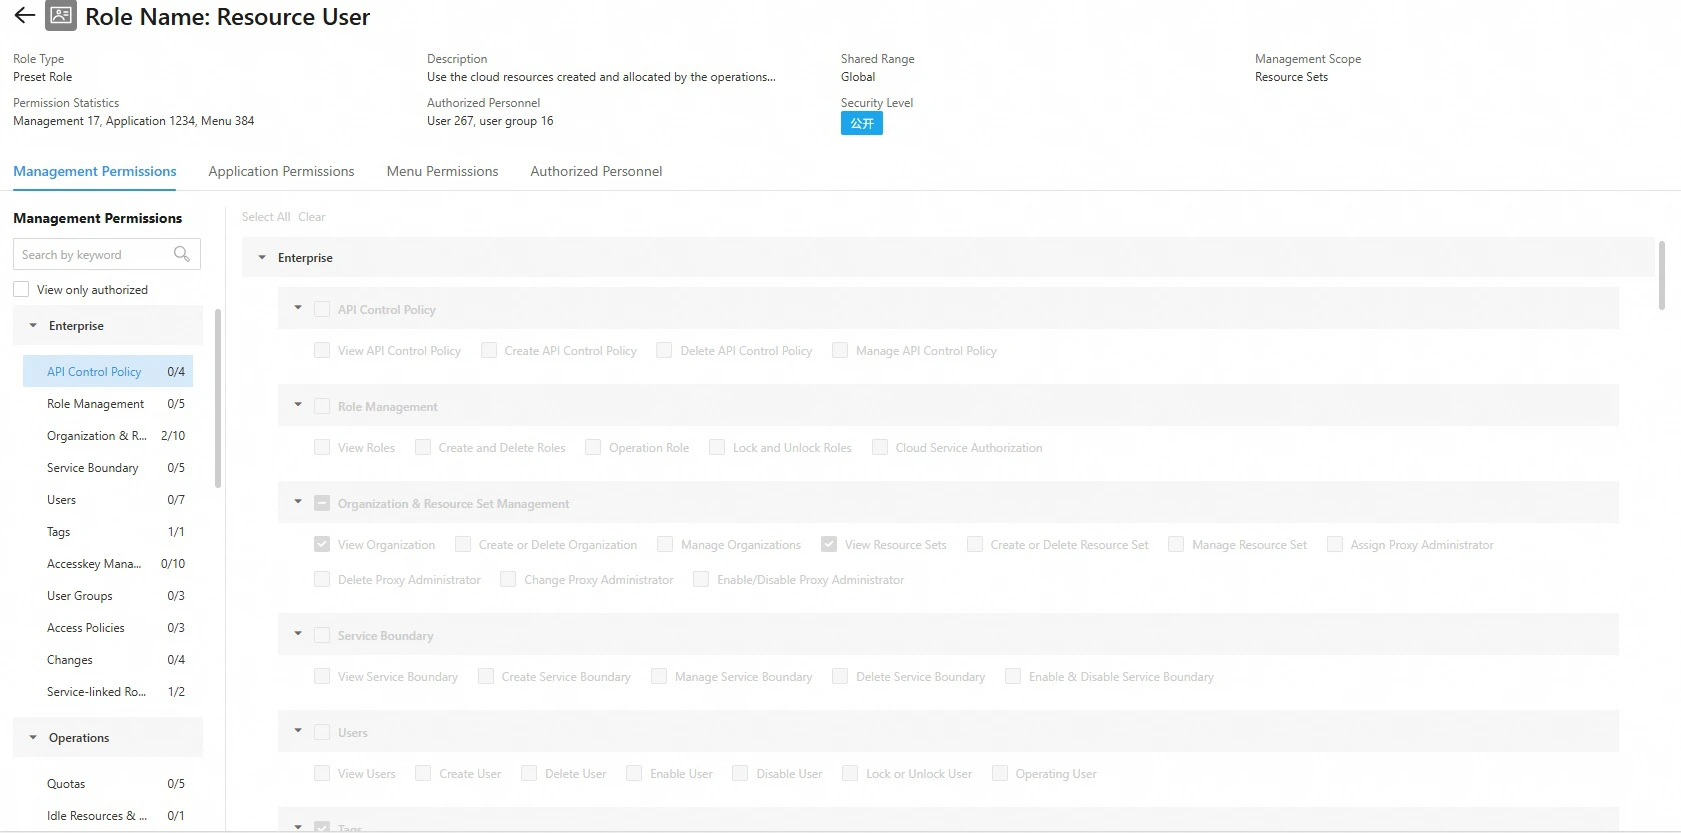 Role Name: Resource User
Role Type
Preset Role
Description
Use the cloud resources created and allocated by the operations...
Shared Range
Global
Management Scope
Resource Sets
Permission Statistics
Management 17, Application 1234, Menu 384
Authorized Personnel
User 267, user group 16
Security Level
公开
Management Permissions Application Permissions Menu Permissions Authorized Personnel
Management Permissions
Search by keyword
View only authorized
Enterprise
API Control Policy 0/4
Role Management 0/5
Organization & R... 2/10
Service Boundary 0/5
Users 0/7
Tags 1/1
Accesskey Mana... 0/10
User Groups 0/3
Access Policies 0/3
Changes 0/4
Service-linked Ro... 1/2
Operations
Quotas 0/5
Idle Resources & ... 0/1
Select All Clear
Enterprise
API Control Policy
View API Control Policy Create API Control Policy Delete API Control Policy Manage API Control Policy
Role Management
View Roles Create and Delete Roles Operation Role Lock and Unlock Roles Cloud Service Authorization
Organization & Resource Set Management
View Organization Create or Delete Organization Manage Organizations View Resource Sets Create or Delete Resource Set Manage Resource Set Assign Proxy Administrator
Delete Proxy Administrator Change Proxy Administrator Enable/Disable Proxy Administrator
Service Boundary
View Service Boundary Create Service Boundary Manage Service Boundary Delete Service Boundary Enable & Disable Service Boundary
Users
View Users Create User Delete User Enable User Disable User Lock or Unlock User Operating User
Tags